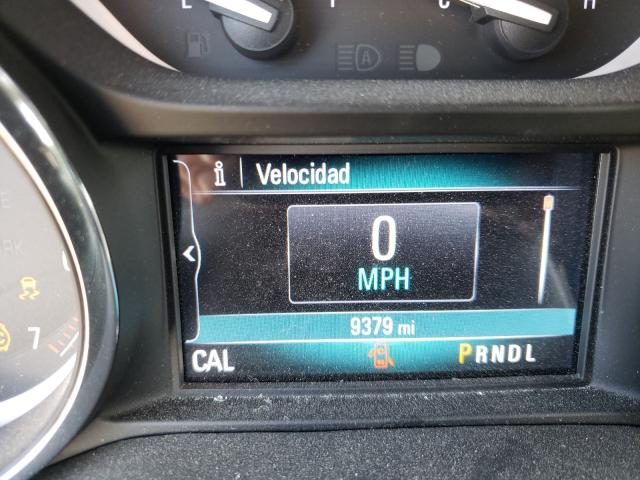 E F C H
A
Velocidad
0
MPH
9379 mi
7
CAL PRNDL